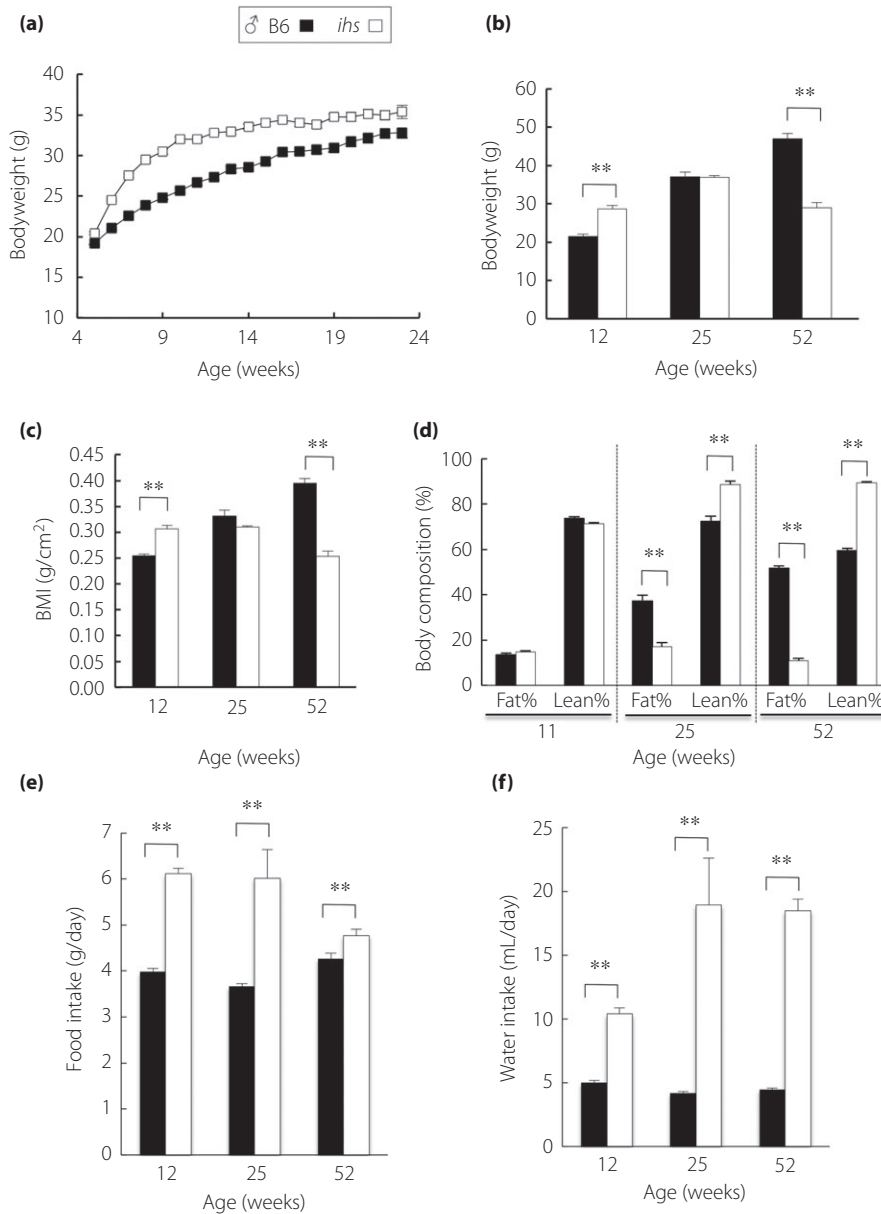 ♂ B6 ■ ihs □
(a)
Bodyweight (g)
40
35
30
25
20
15
10
4 9 14 19 24
Age (weeks)
(b)
Bodyweight (g)
60
50
40
30
20
10
0
**
**
12 25 52
Age (weeks)
(c)
BMI (g/cm²)
0.45
0.40
0.35
0.30
0.25
0.20
0.15
0.10
0.05
0.00
**
**
12 25 52
Age (weeks)
(d)
Body composition (%)
100
80
60
40
20
0
**
**
**
**
Fat% Lean% Fat% Lean% Fat% Lean%
11 25 52
Age (weeks)
(e)
Food intake (g/day)
7
6
5
4
3
2
1
0
**
**
**
12 25 52
Age (weeks)
(f)
Water intake (mL/day)
25
20
15
10
5
0
**
**
**
12 25 52
Age (weeks)